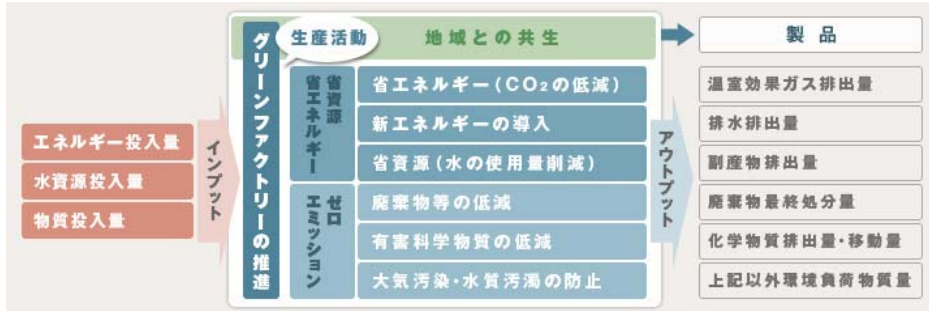 生産活動
地域との共生
製品
グリーンファクトリーの推進
省資源
省エネルギー
省エネルギー(CO₂の低減)
新エネルギーの導入
省資源(水の使用量削減)
ゼロ
エミッション
廃棄物等の低減
有害科学物質の低減
大気汚染・水質汚濁の防止
エネルギー投入量
水資源投入量
物質投入量
インプット
アウトプット
温室効果ガス排出量
排水排出量
副産物排出量
廃棄物最終処分量
化学物質排出量・移動量
上記以外環境負荷物質量